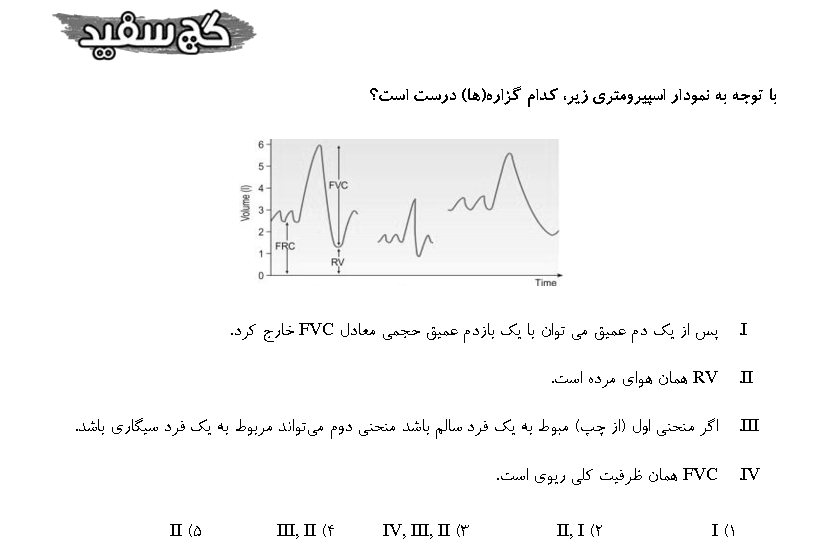 گچ سفید
با توجه به نمودار اسپیرومتری زیر، کدام گزاره(ها) درست است؟
6
5
4
3
2
1
0
Volume (l)
FVC
FRC
RV
Time
I. پس از یک دم عمیق می توان با یک بازدم عمیق حجمی معادل FVC خارج کرد.
II. RV همان هوای مرده است.
III. اگر منحنی اول (از چپ) مبوط به یک فرد سالم باشد منحنی دوم می‌تواند مربوط به یک فرد سیگاری باشد.
IV. FVC همان ظرفیت کلی ریوی است.
۱) I ۲) II, I ۳) IV, III, II ۴) III, II ۵) II